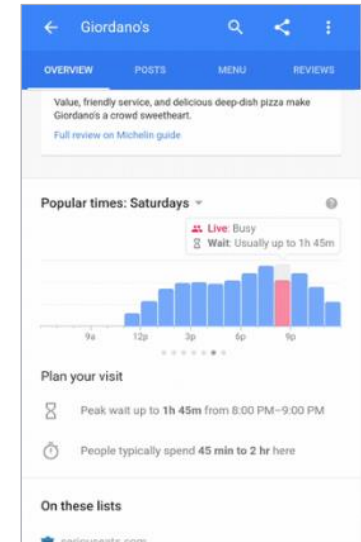 Giordano's
OVERVIEW POSTS MENU REVIEWS
Value, friendly service, and delicious deep-dish pizza make
Giordano's a crowd sweetheart.
Full review on Michelin guide
Popular times: Saturdays
Live: Busy
Wait: Usually up to 1h 45m
9a 12p 3p 6p 9p
Plan your visit
Peak wait up to 1h 45m from 8:00 PM–9:00 PM
People typically spend 45 min to 2 hr here
On these lists